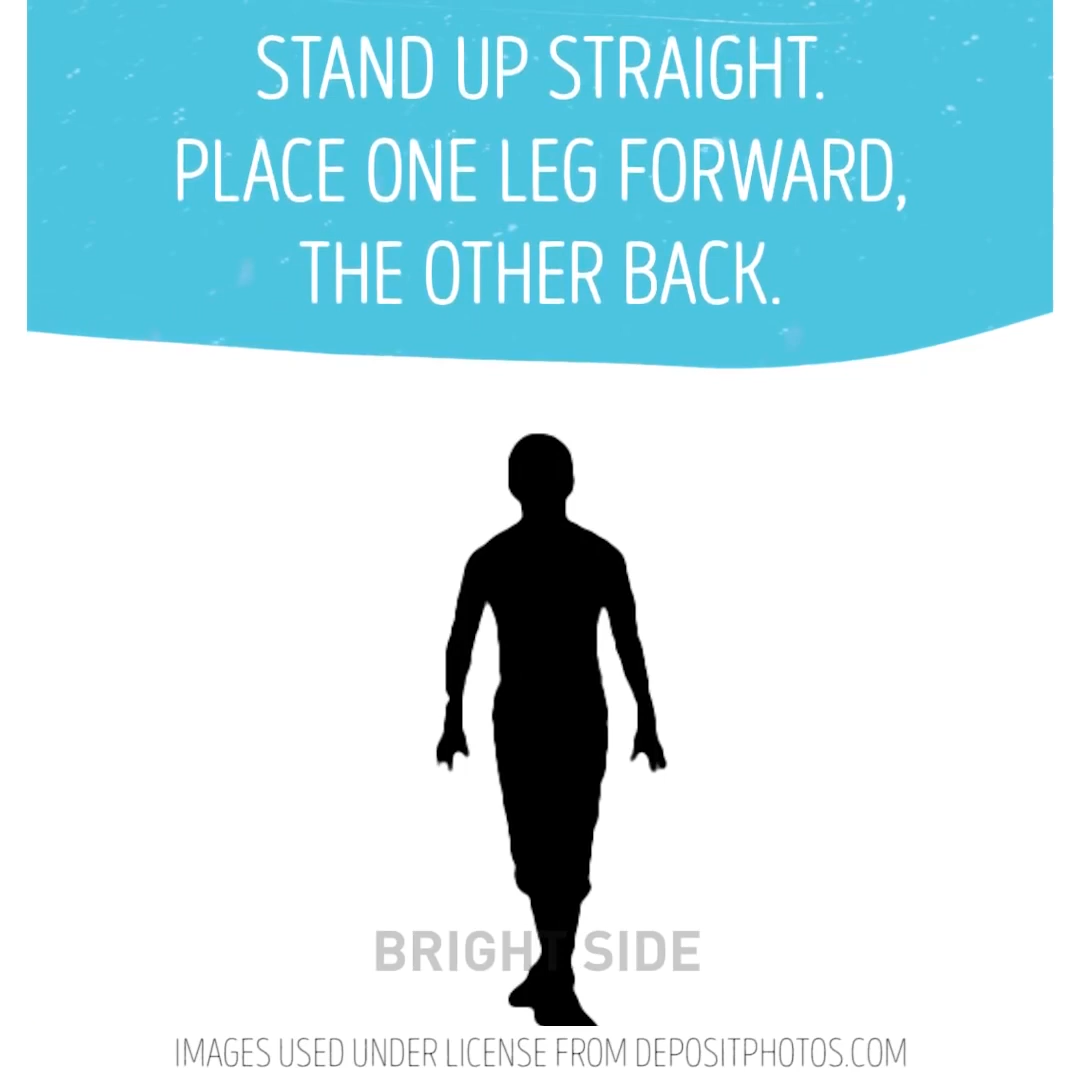 STAND UP STRAIGHT.
PLACE ONE LEG FORWARD,
THE OTHER BACK.
BRIGHT SIDE
IMAGES USED UNDER LICENSE FROM DEPOSITPHOTOS.COM